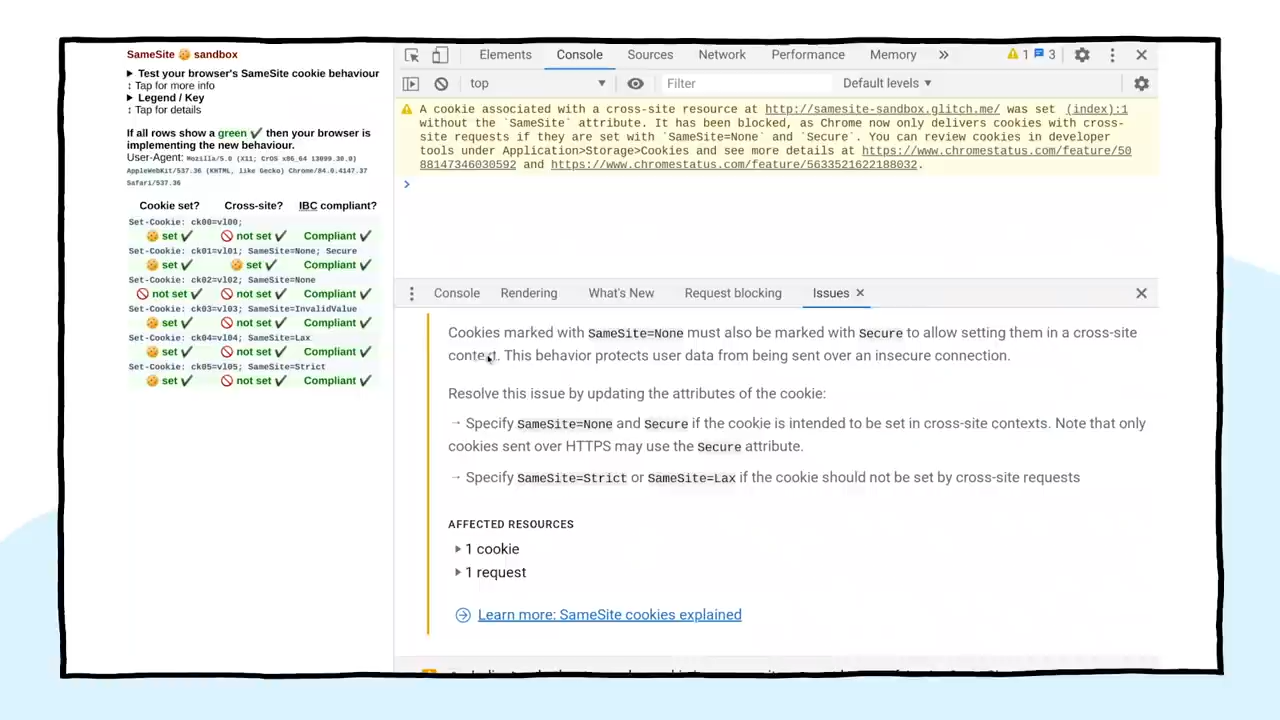 SameSite 🍪 sandbox
▶ Test your browser's SameSite cookie behaviour
↕ Tap for more info
▶ Legend / Key
↕ Tap for details
If all rows show a green ✔ then your browser is
implementing the new behaviour.
User-Agent: Mozilla/5.0 (X11; CrOS x86_64 13099.38.0)
AppleWebKit/537.36 (KHTML, like Gecko) Chrome/84.0.4147.37
Safari/537.36
Cookie set? Cross-site? IBC compliant?
Set-Cookie: ck00=vl00;
🍪 set ✔ 🚫 not set ✔ Compliant ✔
Set-Cookie: ck01=vl01; SameSite=None; Secure
🍪 set ✔ 🍪 set ✔ Compliant ✔
Set-Cookie: ck02=vl02; SameSite=None
🚫 not set ✔ 🚫 not set ✔ Compliant ✔
Set-Cookie: ck03=vl03; SameSite=InvalidValue
🍪 set ✔ 🚫 not set ✔ Compliant ✔
Set-Cookie: ck04=vl04; SameSite=Lax
🍪 set ✔ 🚫 not set ✔ Compliant ✔
Set-Cookie: ck05=vl05; SameSite=Strict
🍪 set ✔ 🚫 not set ✔ Compliant ✔
Elements Console Sources Network Performance Memory » 1 3
top Filter Default levels
A cookie associated with a cross-site resource at http://samesite-sandbox.glitch.me/ was set (index):1
without the `SameSite` attribute. It has been blocked, as Chrome now only delivers cookies with cross-
site requests if they are set with `SameSite=None` and `Secure`. You can review cookies in developer
tools under Application>Storage>Cookies and see more details at https://www.chromestatus.com/feature/50
88147346030592 and https://www.chromestatus.com/feature/5633521622188032.
Console Rendering What's New Request blocking Issues
Cookies marked with SameSite=None must also be marked with Secure to allow setting them in a cross-site
context. This behavior protects user data from being sent over an insecure connection.
Resolve this issue by updating the attributes of the cookie:
→ Specify SameSite=None and Secure if the cookie is intended to be set in cross-site contexts. Note that only
cookies sent over HTTPS may use the Secure attribute.
→ Specify SameSite=Strict or SameSite=Lax if the cookie should not be set by cross-site requests
AFFECTED RESOURCES
▸ 1 cookie
▸ 1 request
Learn more: SameSite cookies explained